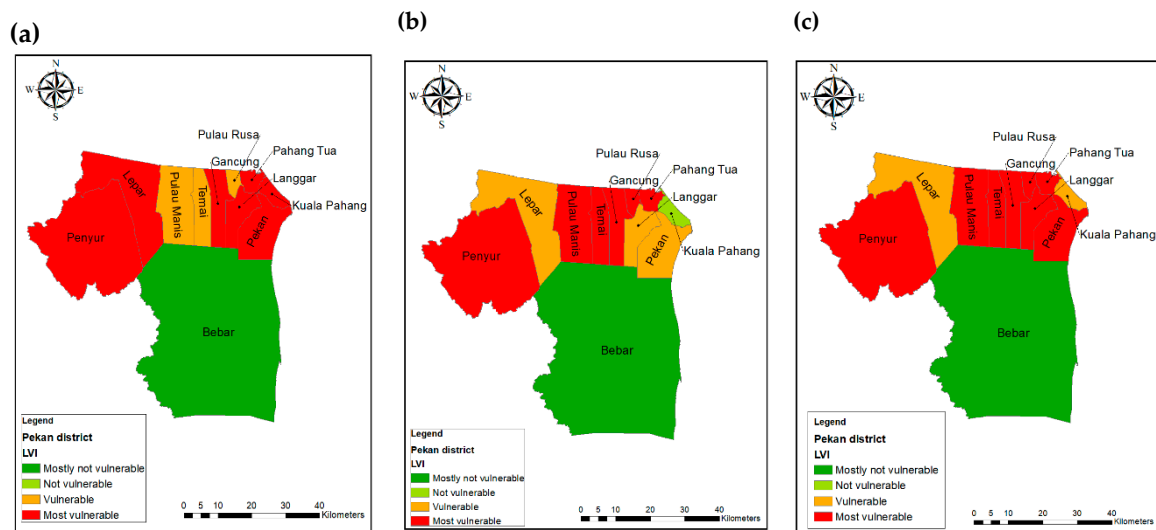 (a)
N
W E
S
Pulau Rusa
Gancung
Pahang Tua
Langgar
Kuala Pahang
Lepar
Pulau Manis
Temai
Penyur
Pekan
Bebar
Legend
Pekan district
LVI
Mostly not vulnerable
Not vulnerable
Vulnerable
Most vulnerable
0 5 10 20 30 40
Kilometers
(b)
N
W E
S
Pulau Rusa
Gancung
Pahang Tua
Langgar
Kuala Pahang
Lepar
Pulau Manis
Temai
Penyur
Pekan
Bebar
Legend
Pekan district
LVI
Mostly not vulnerable
Not vulnerable
Vulnerable
Most vulnerable
0 5 10 20 30 40
Kilometers
(c)
N
W E
S
Pulau Rusa
Gancung
Pahang Tua
Langgar
Kuala Pahang
Lepar
Pulau Manis
Temai
Penyur
Pekan
Bebar
Legend
Pekan district
LVI
Mostly not vulnerable
Not vulnerable
Vulnerable
Most vulnerable
0 5 10 20 30 40
Kilometers